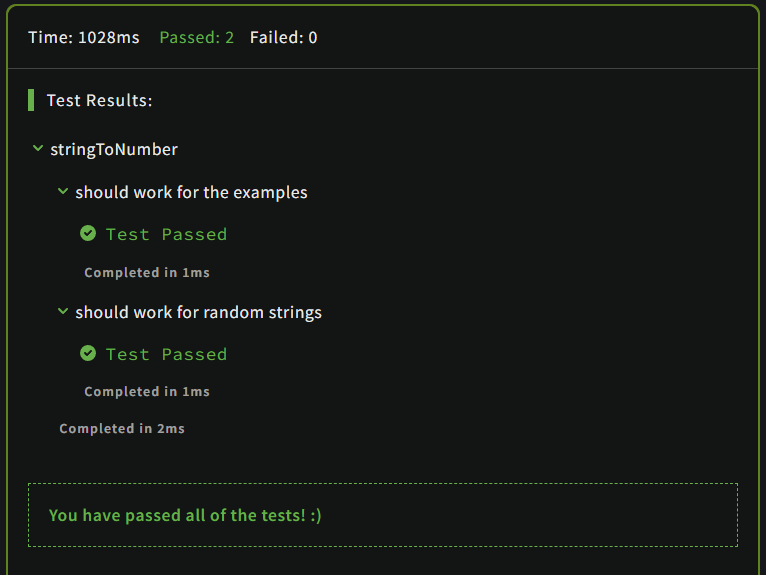 Time: 1028ms Passed: 2 Failed: 0
Test Results:
stringToNumber
should work for the examples
Test Passed
Completed in 1ms
should work for random strings
Test Passed
Completed in 1ms
Completed in 2ms
You have passed all of the tests! :)